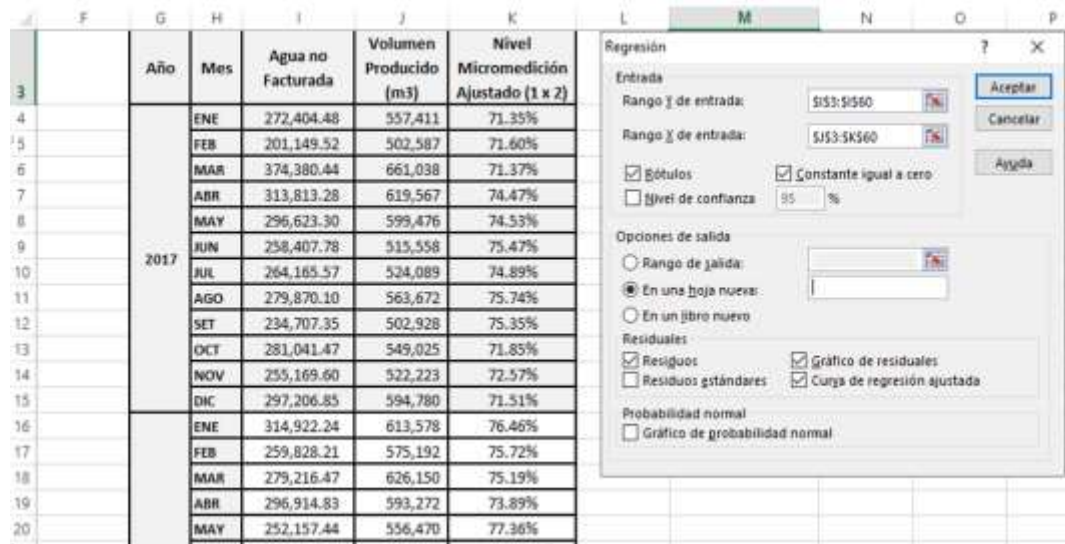 F G H I J K L M N O P
3 Año Mes Agua no Facturada Volumen Producido (m3) Nivel Micromedición Ajustado (1 x 2)
4 ENE 272,404.48 557,411 71.35%
5 FEB 201,149.52 502,587 71.60%
6 MAR 374,380.44 661,038 71.37%
7 ABR 313,813.28 619,567 74.47%
8 MAY 296,623.30 599,476 74.53%
9 JUN 258,407.78 515,558 75.47%
10 2017 JUL 264,165.57 524,089 74.89%
11 AGO 279,870.10 563,672 75.74%
12 SET 234,707.35 502,928 75.35%
13 OCT 281,041.47 549,025 71.85%
14 NOV 255,169.60 522,223 72.57%
15 DIC 297,206.85 594,780 71.51%
16 ENE 314,922.24 613,578 76.46%
17 FEB 259,828.21 575,192 75.72%
18 MAR 279,216.47 626,150 75.19%
19 ABR 296,914.83 593,272 73.89%
20 MAY 252,157.44 556,470 77.36%
Regresión ? ×
Entrada
Rango Y de entrada: $I$3:$I$60
Rango X de entrada: $J$3:$K$60
Rótulos Constante igual a cero
Nivel de confianza 95 %
Aceptar
Cancelar
Ayuda
Opciones de salida
Rango de salida:
En una hoja nueva:
En un libro nuevo
Residuales
Residuos Gráfico de residuales
Residuos estándares Curva de regresión ajustada
Probabilidad normal
Gráfico de probabilidad normal